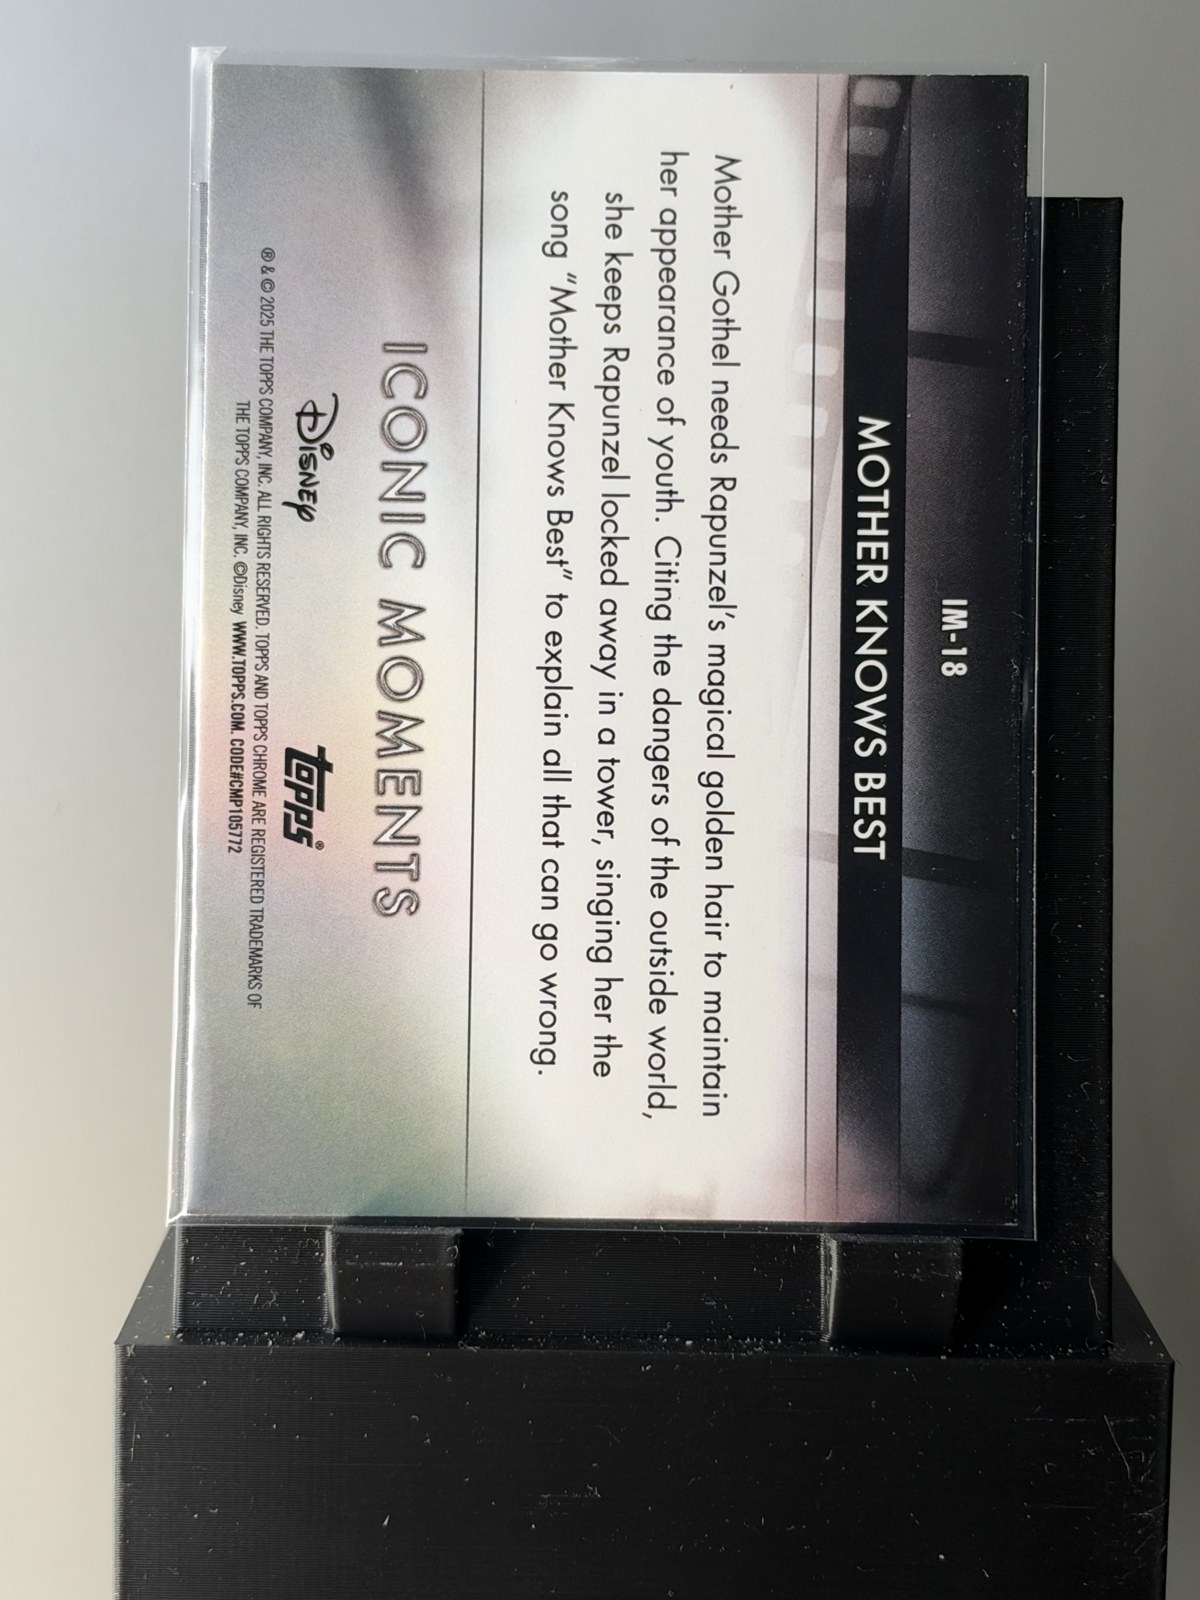 IM-18
MOTHER KNOWS BEST
Mother Gothel needs Rapunzel's magical golden hair to maintain
her appearance of youth. Citing the dangers of the outside world,
she keeps Rapunzel locked away in a tower, singing her the
song “Mother Knows Best” to explain all that can go wrong.
ICONIC MOMENTS
Disney
topps®
® & © 2025 THE TOPPS COMPANY, INC. ALL RIGHTS RESERVED. TOPPS AND TOPPS CHROME ARE REGISTERED TRADEMARKS OF
THE TOPPS COMPANY, INC. ©Disney WWW.TOPPS.COM. CODE#CMP105772